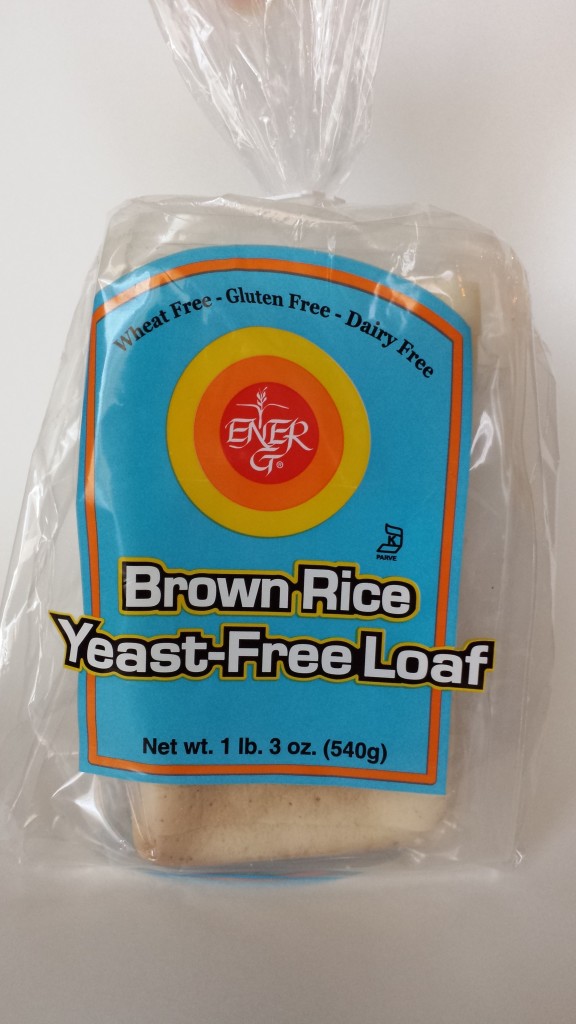 Wheat Free - Gluten Free - Dairy Free
ENER
G®
K
PARVE
Brown Rice
Yeast-Free Loaf
Net wt. 1 lb. 3 oz. (540g)